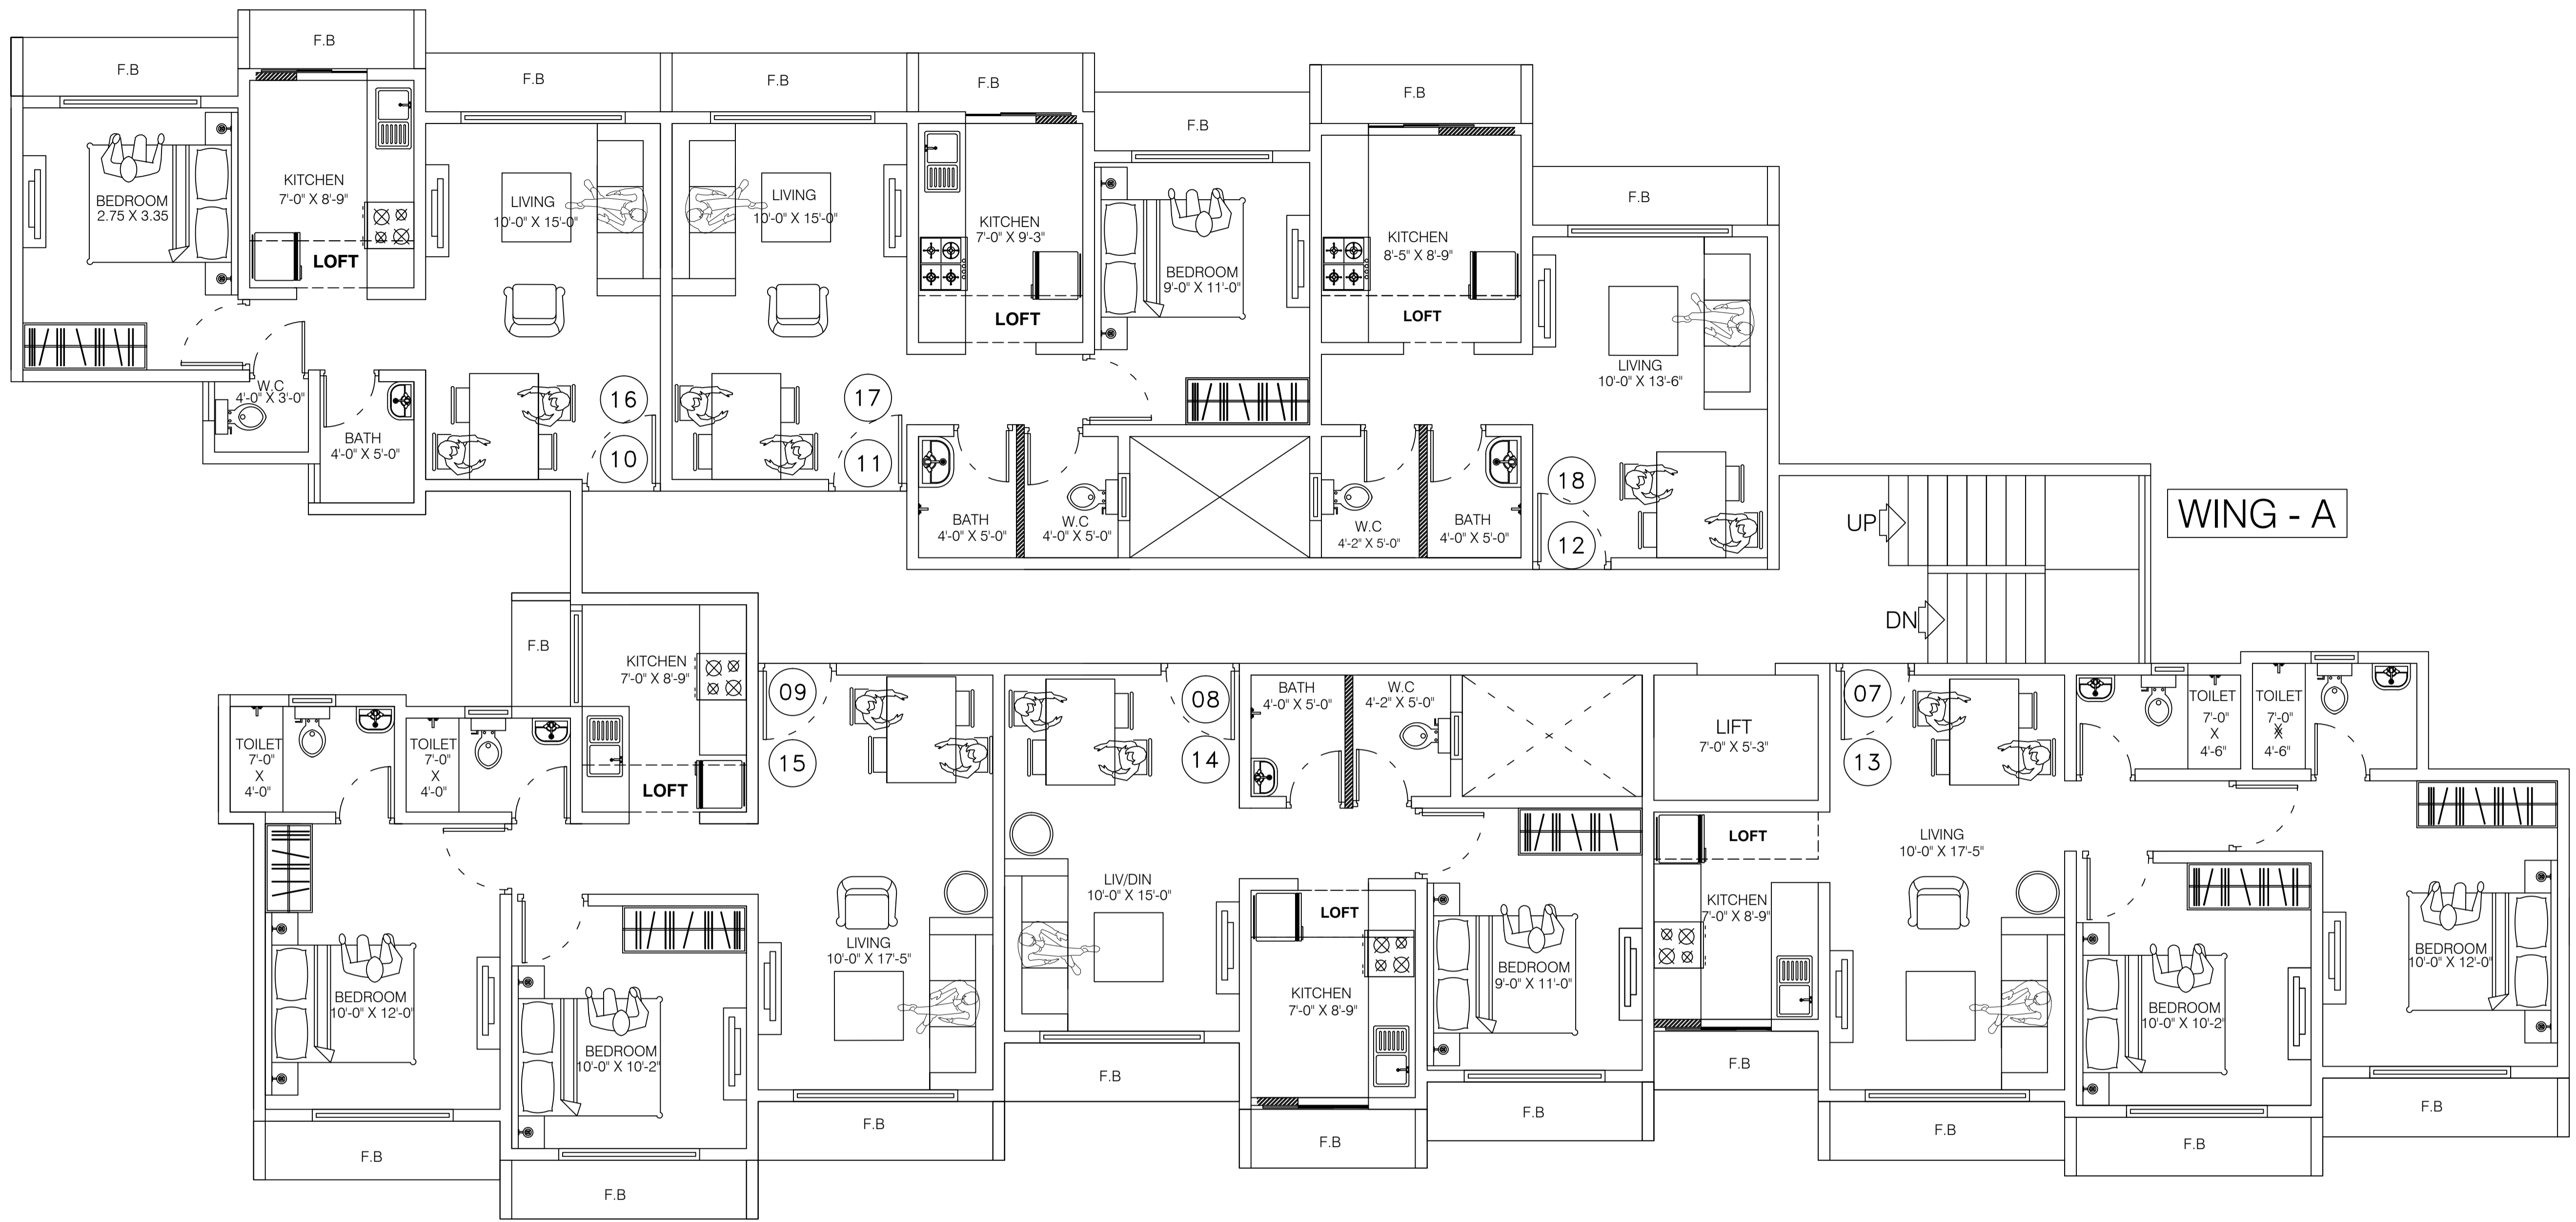 F.B
F.B
F.B
F.B
F.B
F.B
F.B
F.B
BEDROOM
2.75 X 3.35
KITCHEN
7'-0" X 8'-9"
LOFT
LIVING
10'-0" X 15'-0"
LIVING
10'-0" X 15'-0"
KITCHEN
7'-0" X 9'-3"
LOFT
BEDROOM
9'-0" X 11'-0"
KITCHEN
8'-5" X 8'-9"
LOFT
LIVING
10'-0" X 13'-6"
W.C
4'-0" X 3'-0"
BATH
4'-0" X 5'-0"
16
10
17
11
BATH
4'-0" X 5'-0"
W.C
4'-0" X 5'-0"
W.C
4'-2" X 5'-0"
BATH
4'-0" X 5'-0"
18
12
UP
DN
WING - A
F.B
KITCHEN
7'-0" X 8'-9"
LOFT
TOILET
7'-0"
X
4'-0"
TOILET
7'-0"
X
4'-0"
09
15
08
14
BATH
4'-0" X 5'-0"
W.C
4'-2" X 5'-0"
LIFT
7'-0" X 5'-3"
07
13
TOILET
7'-0"
X
4'-6"
TOILET
7'-0"
X
4'-6"
BEDROOM
10'-0" X 12'-0"
BEDROOM
10'-0" X 10'-2"
LIVING
10'-0" X 17'-5"
LIV/DIN
10'-0" X 15'-0"
LOFT
KITCHEN
7'-0" X 8'-9"
BEDROOM
9'-0" X 11'-0"
LOFT
KITCHEN
7'-0" X 8'-9"
LIVING
10'-0" X 17'-5"
BEDROOM
10'-0" X 10'-2"
BEDROOM
10'-0" X 12'-0"
F.B
F.B
F.B
F.B
F.B
F.B
F.B
F.B
F.B
F.B